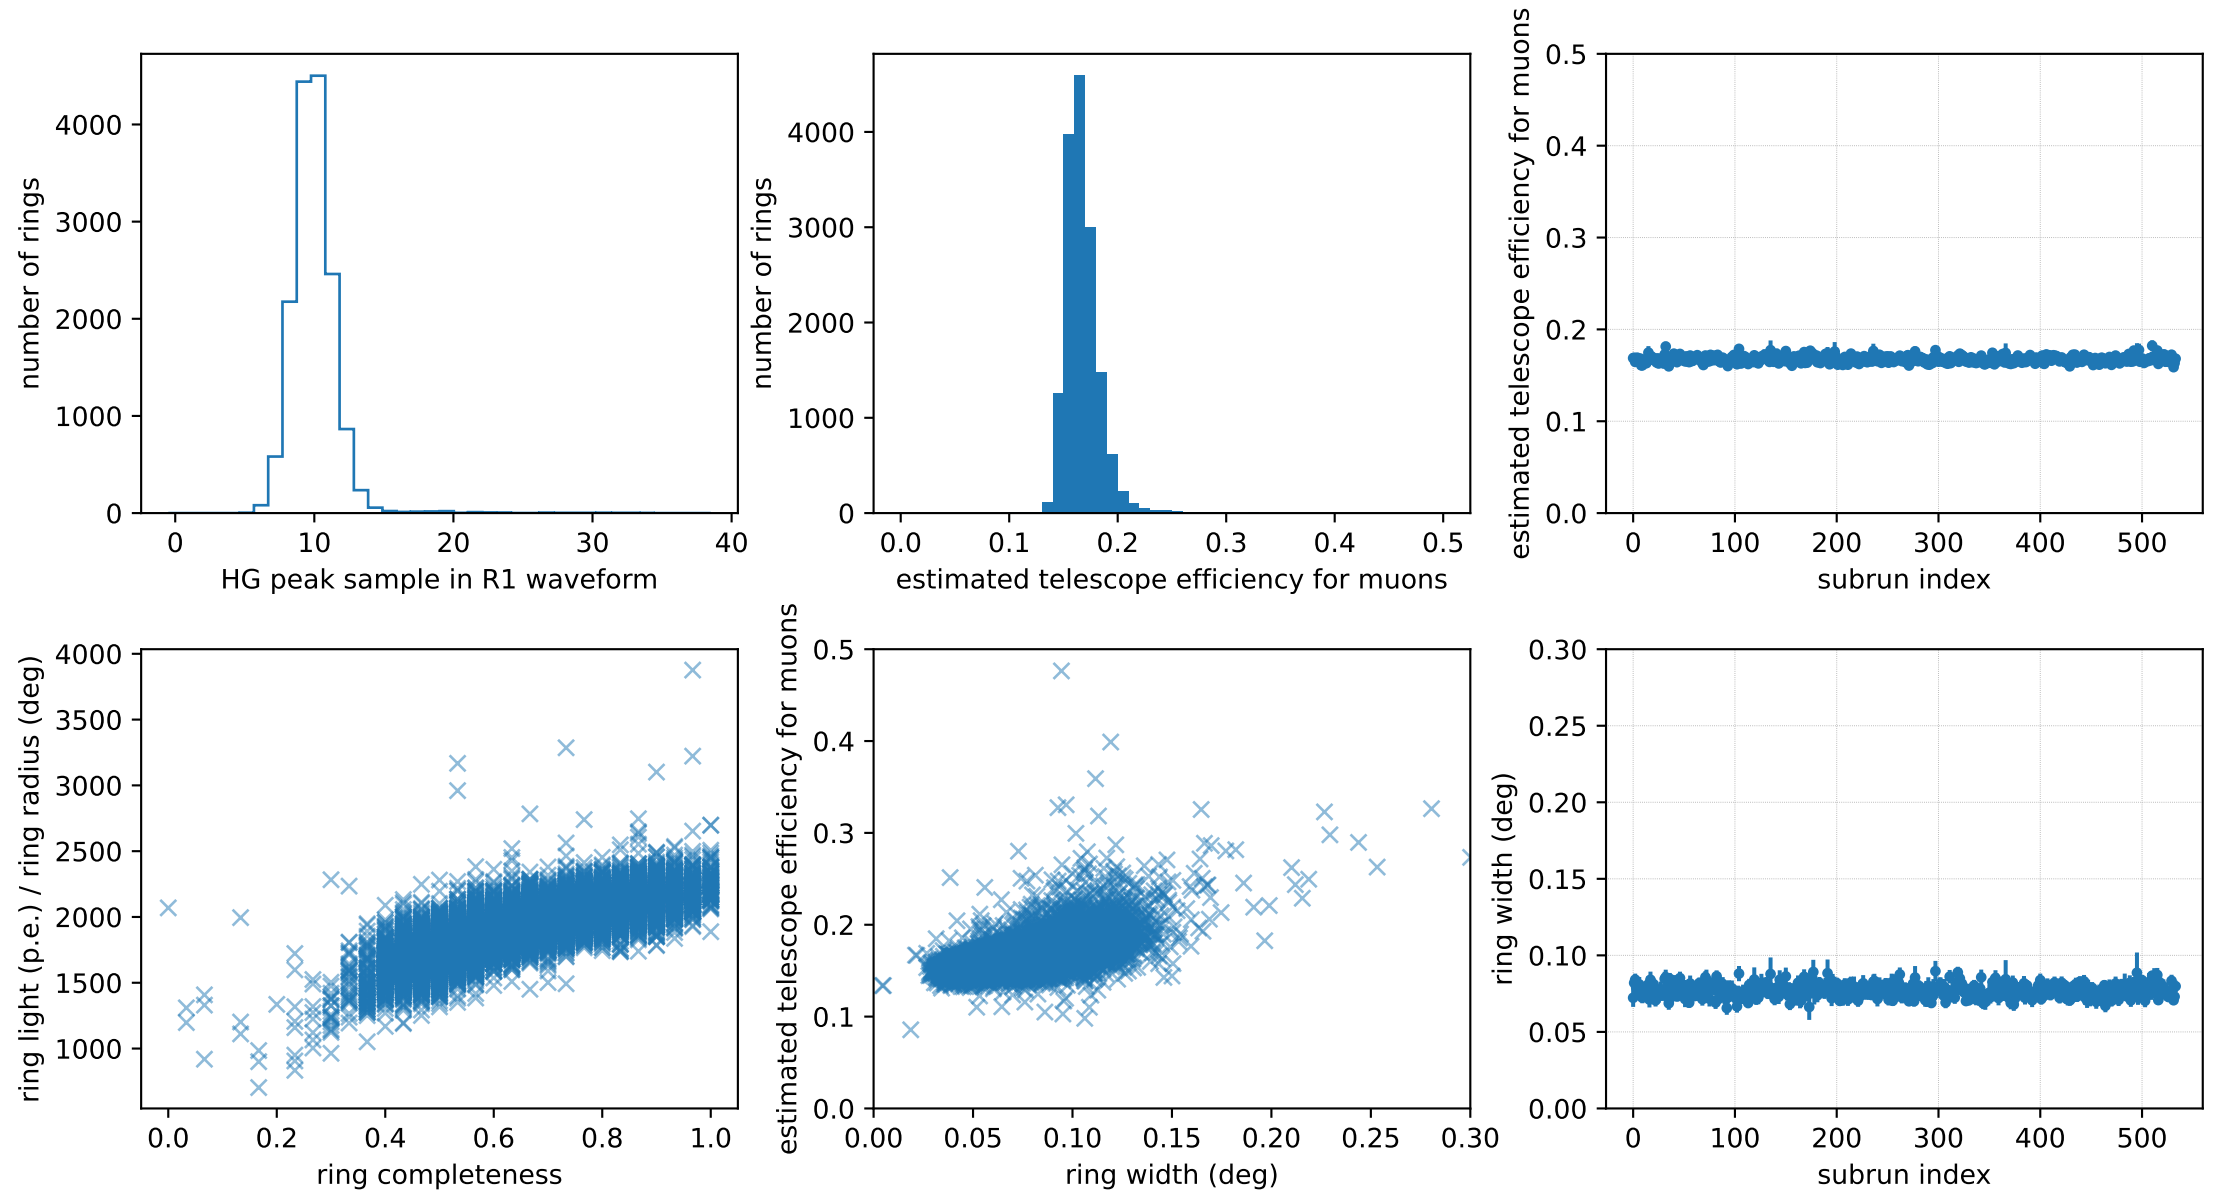 number of rings
4000
3000
2000
1000
0
0 10 20 30 40
HG peak sample in R1 waveform
number of rings
4000
3000
2000
1000
0
0.0 0.1 0.2 0.3 0.4 0.5
estimated telescope efficiency for muons
estimated telescope efficiency for muons
0.5
0.4
0.3
0.2
0.1
0.0
0 100 200 300 400 500
subrun index
ring light (p.e.) / ring radius (deg)
4000
3500
3000
2500
2000
1500
1000
0.0 0.2 0.4 0.6 0.8 1.0
ring completeness
estimated telescope efficiency for muons
0.5
0.4
0.3
0.2
0.1
0.0
0.00 0.05 0.10 0.15 0.20 0.25 0.30
ring width (deg)
ring width (deg)
0.30
0.25
0.20
0.15
0.10
0.05
0.00
0 100 200 300 400 500
subrun index